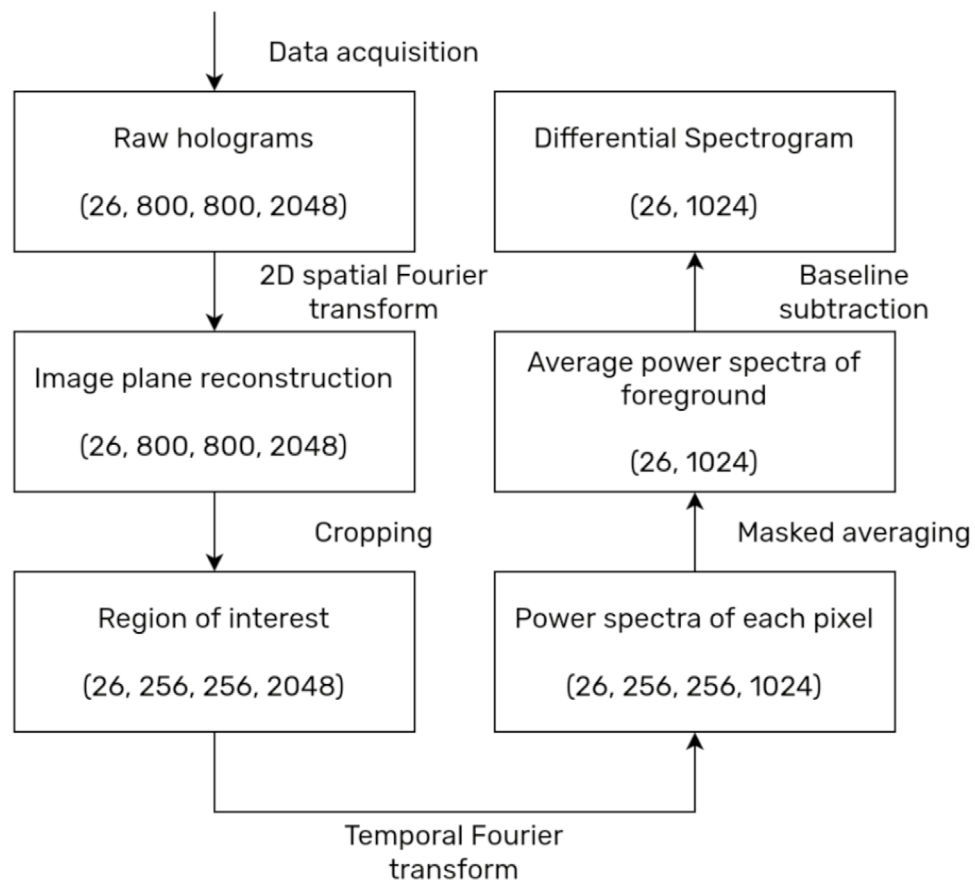 Data acquisition
Raw holograms
(26, 800, 800, 2048)
2D spatial Fourier
transform
Image plane reconstruction
(26, 800, 800, 2048)
Cropping
Region of interest
(26, 256, 256, 2048)
Temporal Fourier
transform
Power spectra of each pixel
(26, 256, 256, 1024)
Masked averaging
Average power spectra of
foreground
(26, 1024)
Baseline
subtraction
Differential Spectrogram
(26, 1024)